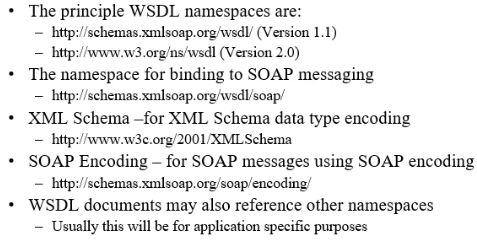 • The principle WSDL namespaces are:
– http://schemas.xmlsoap.org/wsdl/ (Version 1.1)
– http://www.w3.org/ns/wsdl (Version 2.0)
• The namespace for binding to SOAP messaging
– http://schemas.xmlsoap.org/wsdl/soap/
• XML Schema –for XML Schema data type encoding
– http://www.w3c.org/2001/XMLSchema
• SOAP Encoding – for SOAP messages using SOAP encoding
– http://schemas.xmlsoap.org/soap/encoding/
• WSDL documents may also reference other namespaces
– Usually this will be for application specific purposes